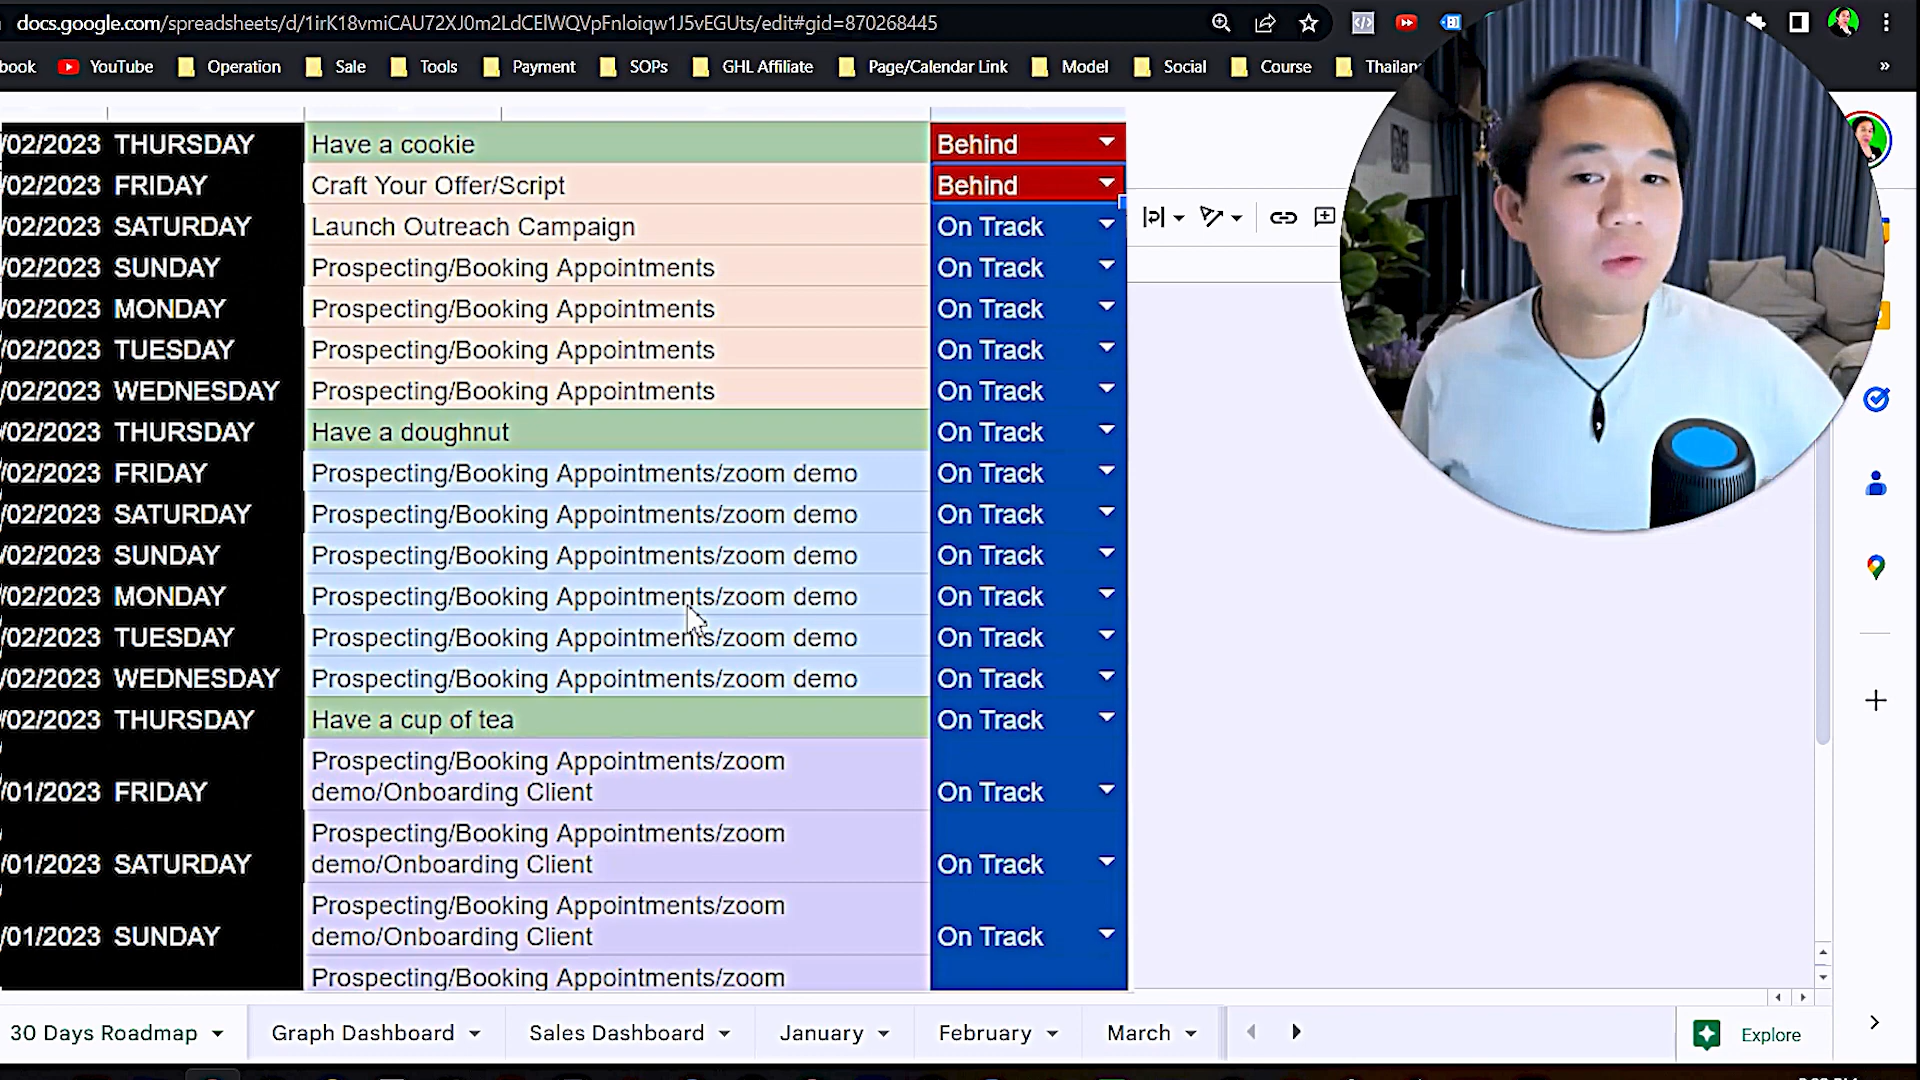 docs.google.com/spreadsheets/d/1irK18vmiCAU72XJ0m2LdCElWQVpFnloiqw1J5vEGUts/edit#gid=870268445
book YouTube Operation Sale Tools Payment SOPs GHL Affiliate Page/Calendar Link Model Social Course Thailan »
/02/2023 THURSDAY Have a cookie Behind
/02/2023 FRIDAY Craft Your Offer/Script Behind
/02/2023 SATURDAY Launch Outreach Campaign On Track
/02/2023 SUNDAY Prospecting/Booking Appointments On Track
/02/2023 MONDAY Prospecting/Booking Appointments On Track
/02/2023 TUESDAY Prospecting/Booking Appointments On Track
/02/2023 WEDNESDAY Prospecting/Booking Appointments On Track
/02/2023 THURSDAY Have a doughnut On Track
/02/2023 FRIDAY Prospecting/Booking Appointments/zoom demo On Track
/02/2023 SATURDAY Prospecting/Booking Appointments/zoom demo On Track
/02/2023 SUNDAY Prospecting/Booking Appointments/zoom demo On Track
/02/2023 MONDAY Prospecting/Booking Appointments/zoom demo On Track
/02/2023 TUESDAY Prospecting/Booking Appointments/zoom demo On Track
/02/2023 WEDNESDAY Prospecting/Booking Appointments/zoom demo On Track
/02/2023 THURSDAY Have a cup of tea On Track
Prospecting/Booking Appointments/zoom
/01/2023 FRIDAY demo/Onboarding Client On Track
Prospecting/Booking Appointments/zoom
/01/2023 SATURDAY demo/Onboarding Client On Track
Prospecting/Booking Appointments/zoom
/01/2023 SUNDAY demo/Onboarding Client On Track
Prospecting/Booking Appointments/zoom
30 Days Roadmap Graph Dashboard Sales Dashboard January February March Explore